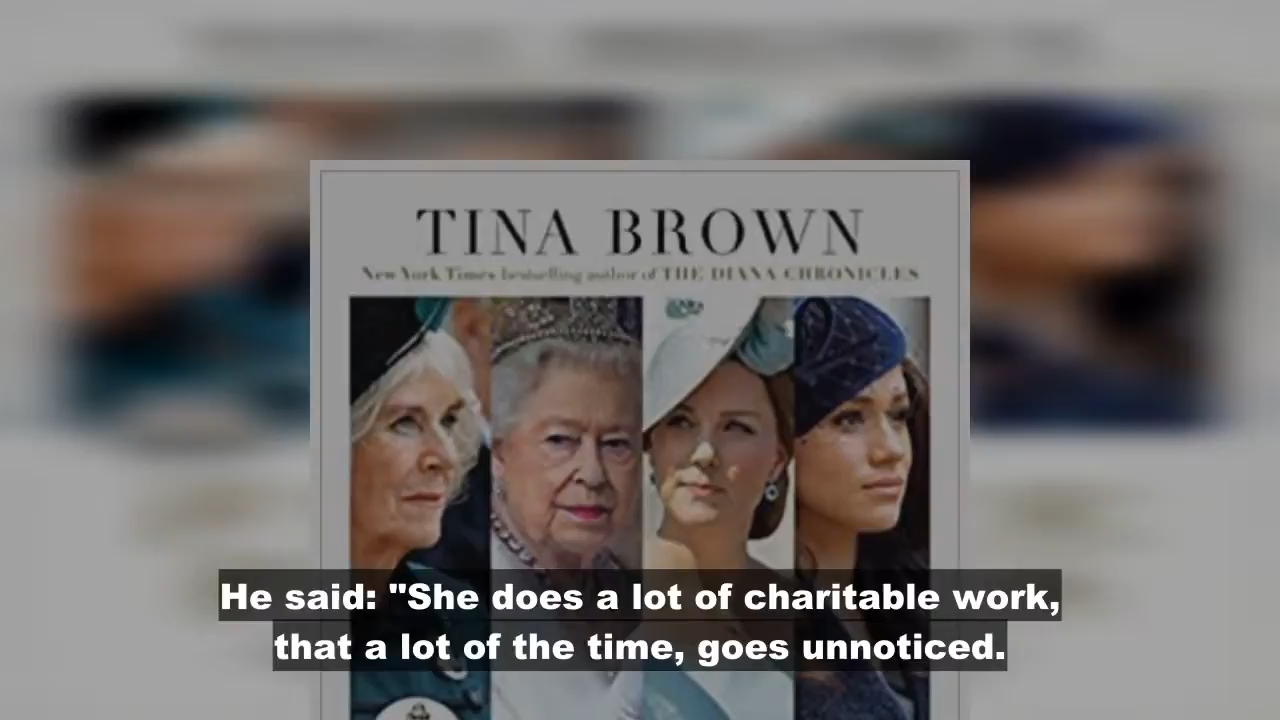 TINA BROWN
New York Times bestselling author of THE DIANA CHRONICLES
He said: "She does a lot of charitable work,
that a lot of the time, goes unnoticed.